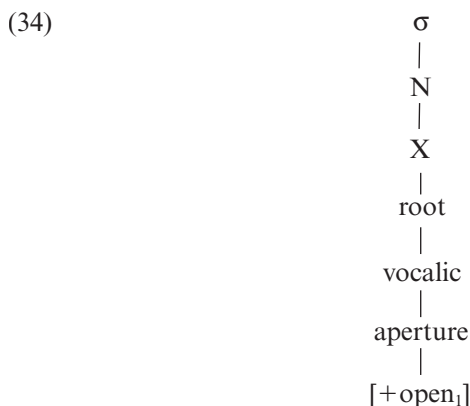 (34) σ
N
X
root
vocalic
aperture
[+open₁]